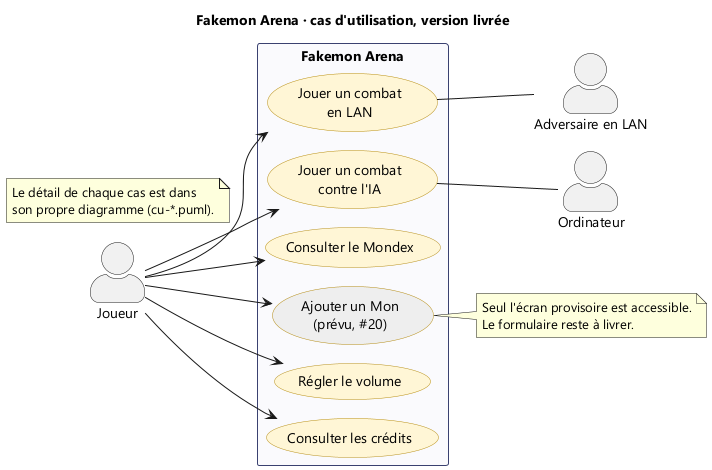 Fakemon Arena · cas d'utilisation, version livrée
Fakemon Arena
Jouer un combat
en LAN
Adversaire en LAN
Jouer un combat
contre l'IA
Ordinateur
Le détail de chaque cas est dans
son propre diagramme (cu-*.puml).
Consulter le Mondex
Joueur
Ajouter un Mon
(prévu, #20)
Seul l'écran provisoire est accessible.
Le formulaire reste à livrer.
Régler le volume
Consulter les crédits